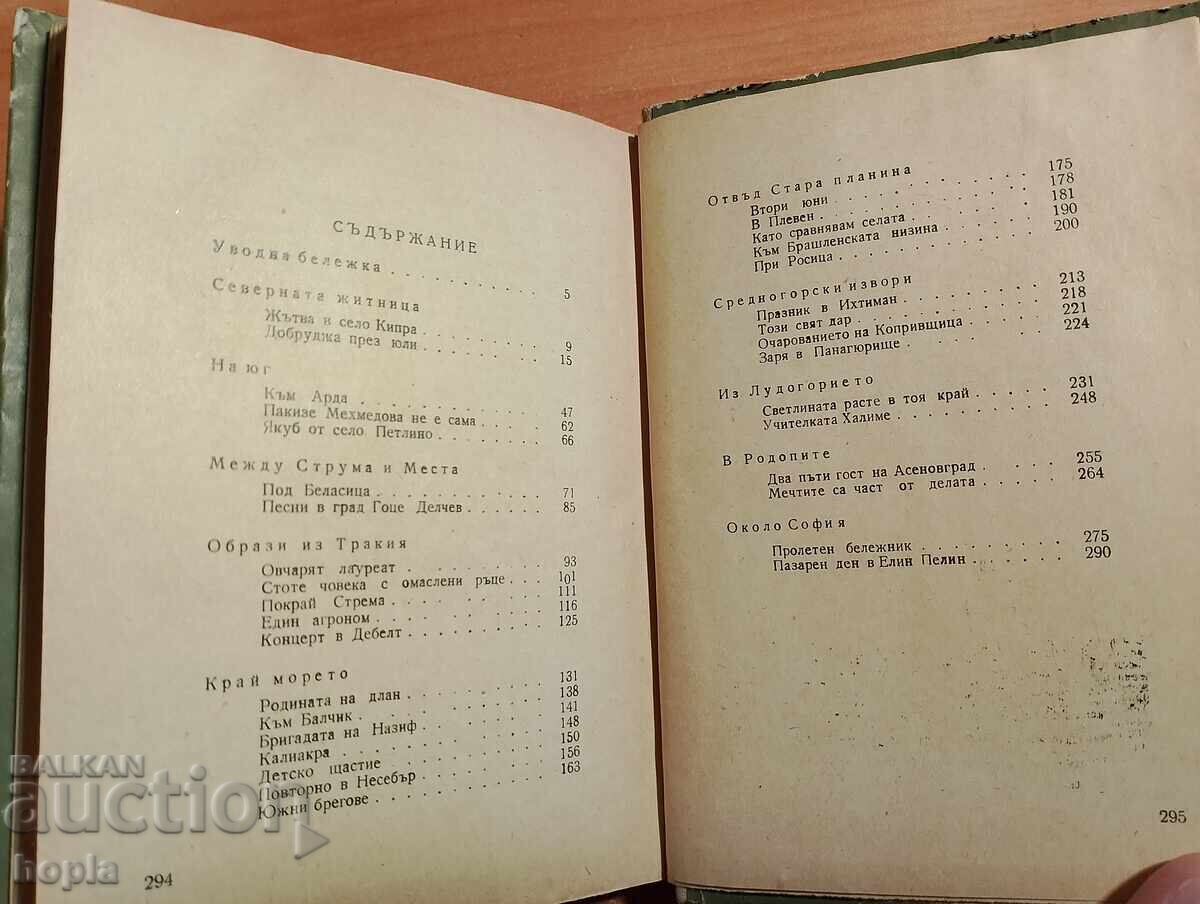 СЪДЪРЖАНИЕ
Уводна бележка . . . . . . . . 5
Северната житница
Жътва в село Кипра . . . . . . 9
Добруджа през юли . . . . . . 15
На юг
Към Арда . . . . . . . . . 47
Пакизе Мехмедова не е сама . . . . 62
Якуб от село Петлино . . . . . . 66
Между Струма и Места
Под Беласица . . . . . . . . 71
Песни в град Гоце Делчев . . . . . 85
Образи из Тракия
Овчарят лауреат . . . . . . . 93
Стоте човека с омаслени ръце . . . 101
Покрай Стрема . . . . . . . . 111
Един агроном . . . . . . . . 116
Концерт в Дебелт . . . . . . . 125
Край морето
Родината на длан . . . . . . . 131
Към Балчик . . . . . . . . . 138
Бригадата на Назиф . . . . . . 141
Калиакра . . . . . . . . . 148
Детско щастие . . . . . . . . 150
Повторно в Несебър . . . . . . 156
Южни брегове . . . . . . . . 163
294
Отвъд Стара планина
Втори юни . . . . . . . . . 175
В Плевен . . . . . . . . . 178
Като сравнявам селата . . . . . 181
Към Брашленската низина . . . . 190
При Росица . . . . . . . . . 200
Средногорски извори
Празник в Ихтиман . . . . . . 213
Този свят дар . . . . . . . . 218
Очарованието на Копривщица . . . 221
Заря в Панагюрище . . . . . . 224
Из Лудогорието
Светлината расте в тоя край . . . . 231
Учителката Халиме . . . . . . . 248
В Родопите
Два пъти гост на Асеновград . . . . 255
Мечтите са част от делата . . . . . 264
Около София
Пролетен бележник . . . . . . . 275
Пазарен ден в Елин Пелин . . . . . 290
295
BALKAN
auction
hopla